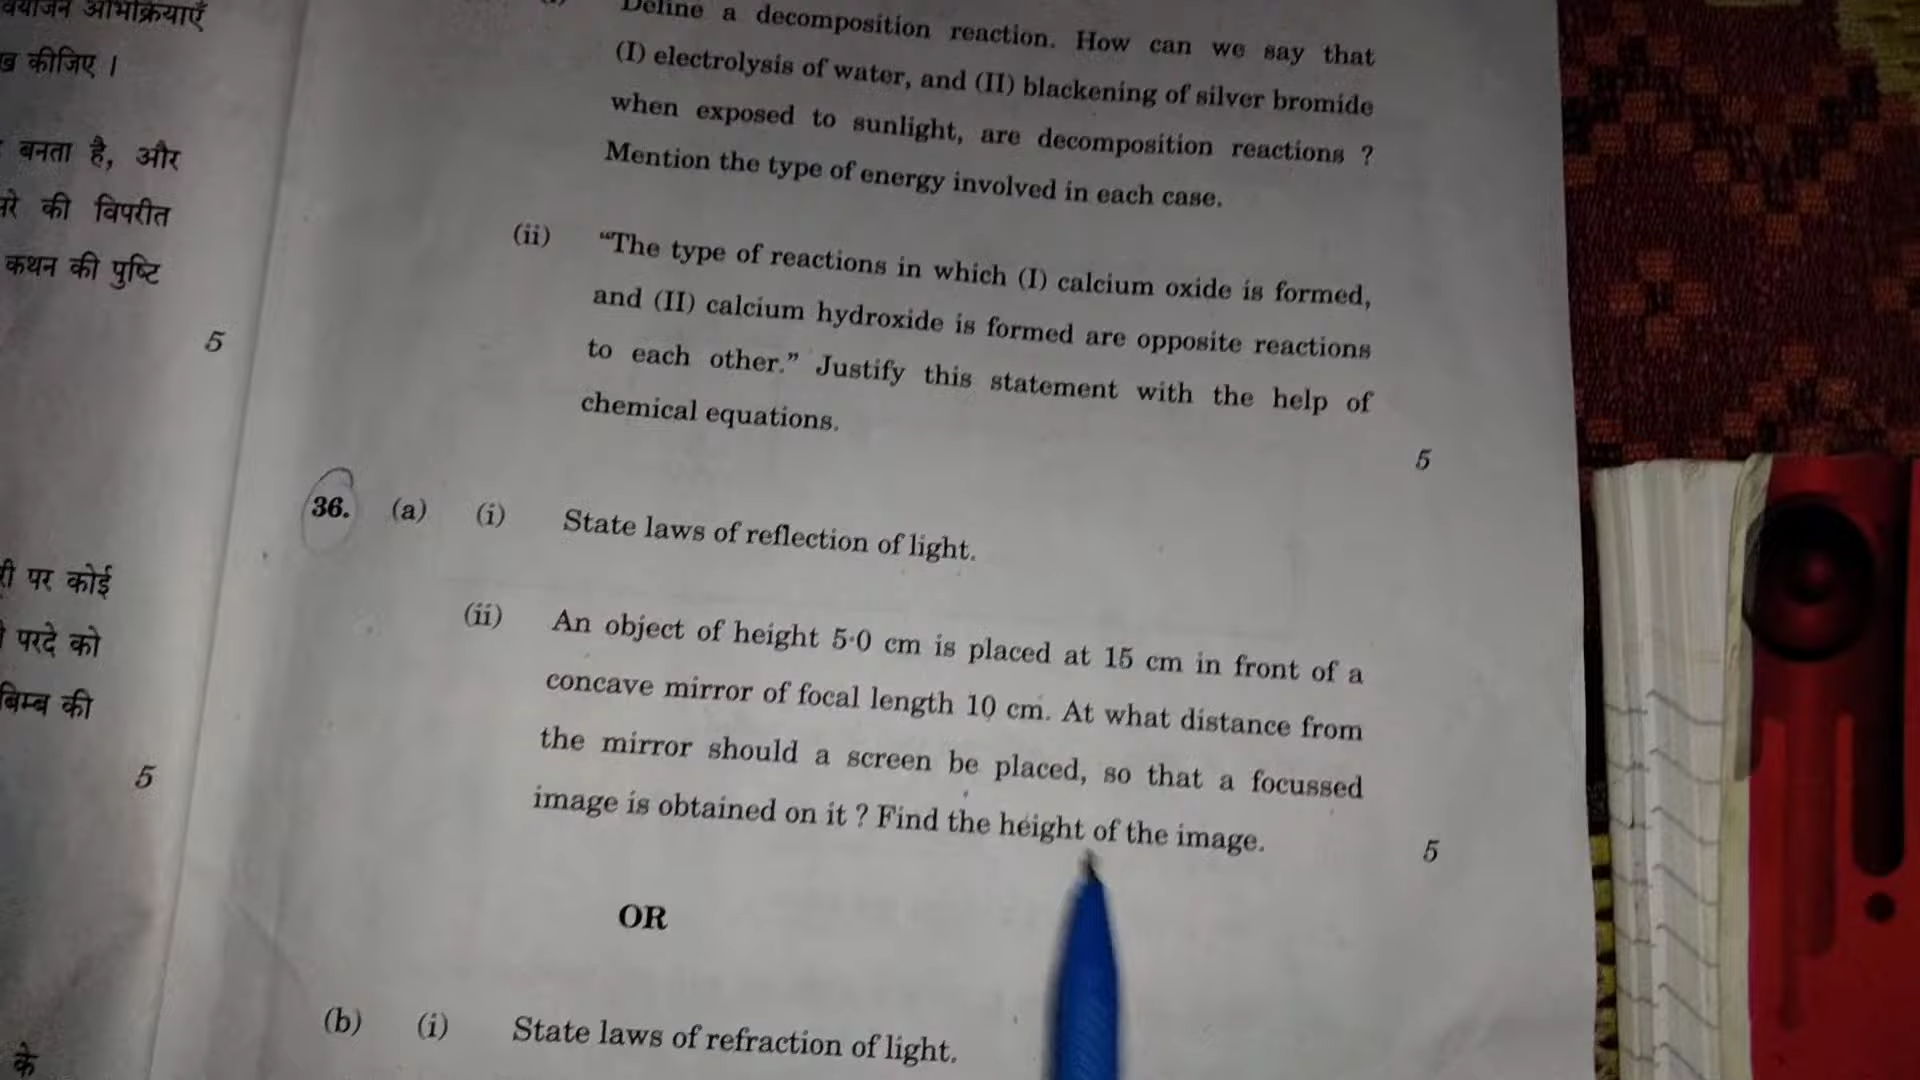 अभिक्रियाएँ
कीजिए ।
बनता है, और
की विपरीत
कथन की पुष्टि
5
पर कोई
परदे को
बिम्ब की
5
के
Define a decomposition reaction. How can we say that
(I) electrolysis of water, and (II) blackening of silver bromide
when exposed to sunlight, are decomposition reactions ?
Mention the type of energy involved in each case.
(ii) “The type of reactions in which (I) calcium oxide is formed,
and (II) calcium hydroxide is formed are opposite reactions
to each other.” Justify this statement with the help of
chemical equations.
5
36. (a) (i) State laws of reflection of light.
(ii) An object of height 5·0 cm is placed at 15 cm in front of a
concave mirror of focal length 10 cm. At what distance from
the mirror should a screen be placed, so that a focussed
image is obtained on it ? Find the height of the image.
5
OR
(b) (i) State laws of refraction of light.